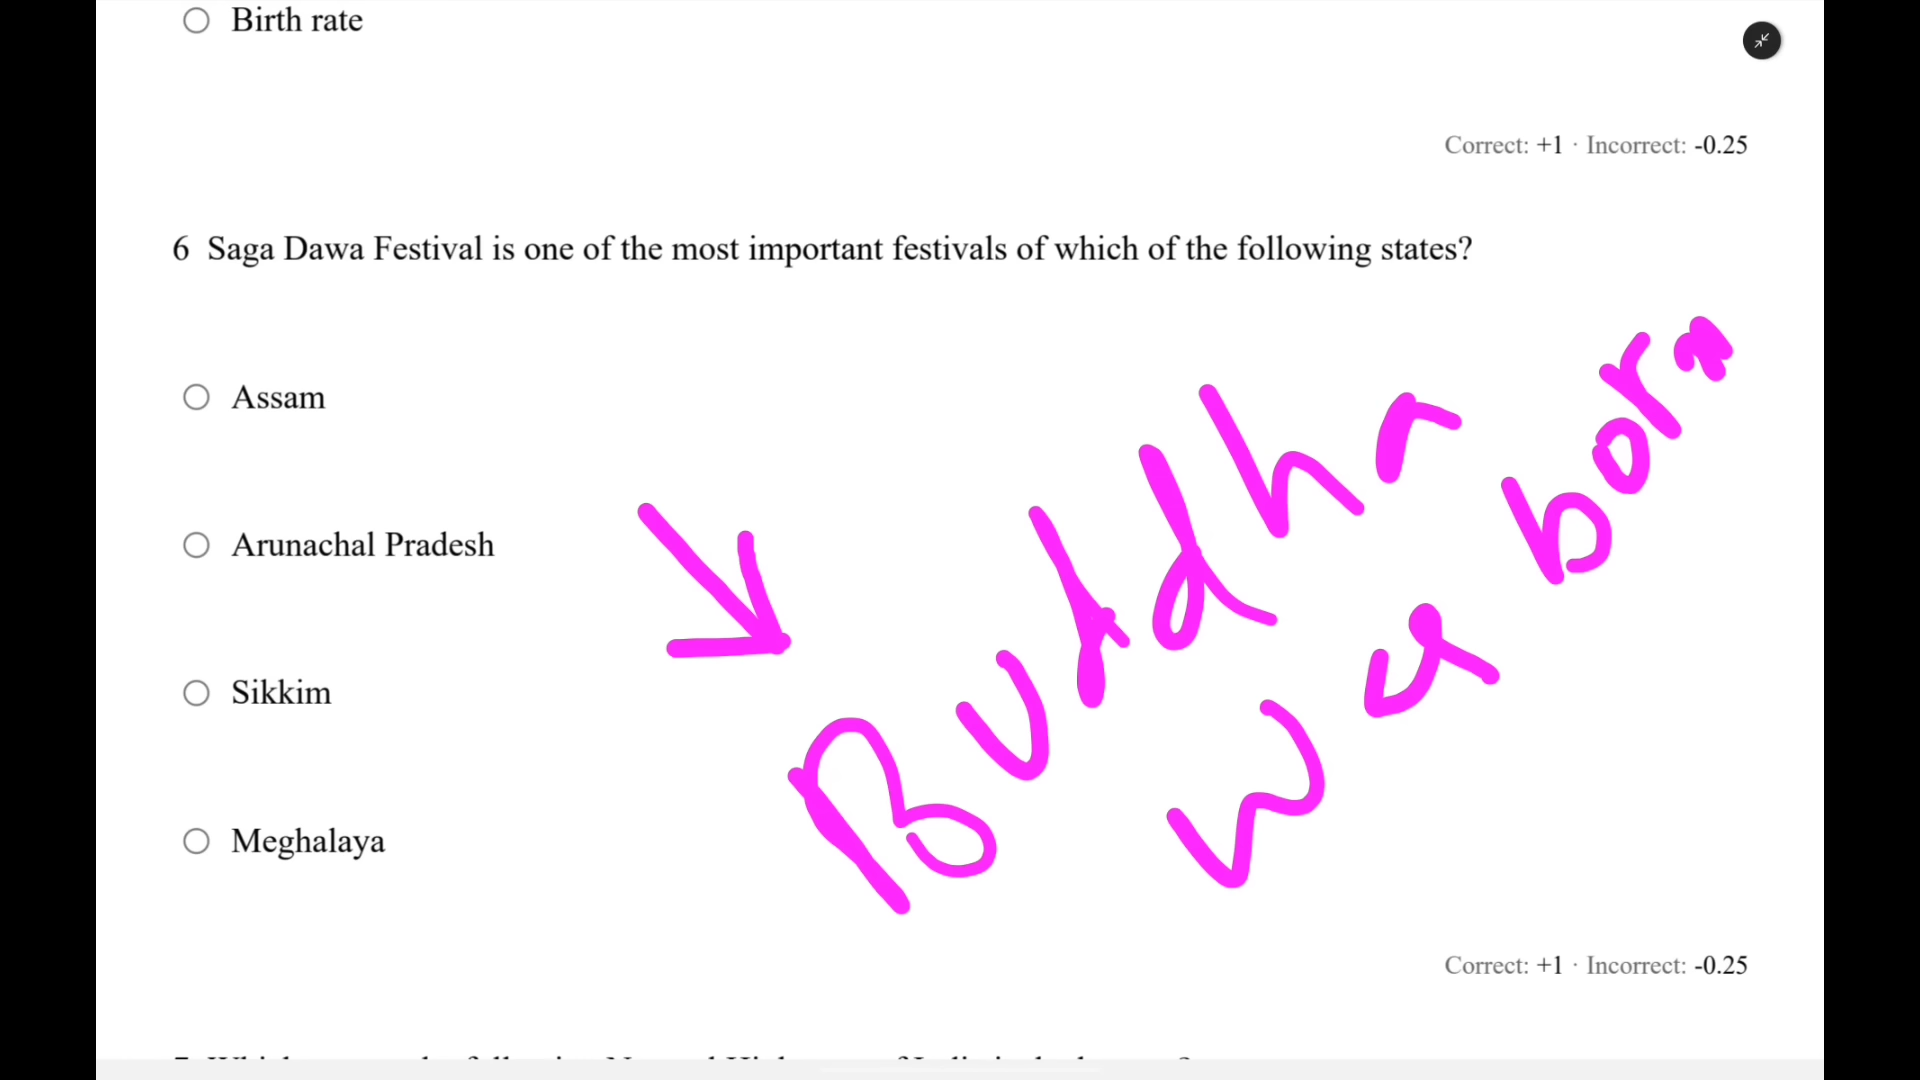 Birth rate
Correct: +1 · Incorrect: -0.25
6 Saga Dawa Festival is one of the most important festivals of which of the following states?
Assam
Arunachal Pradesh
Sikkim
Meghalaya
Buddha
wa born
Correct: +1 · Incorrect: -0.25